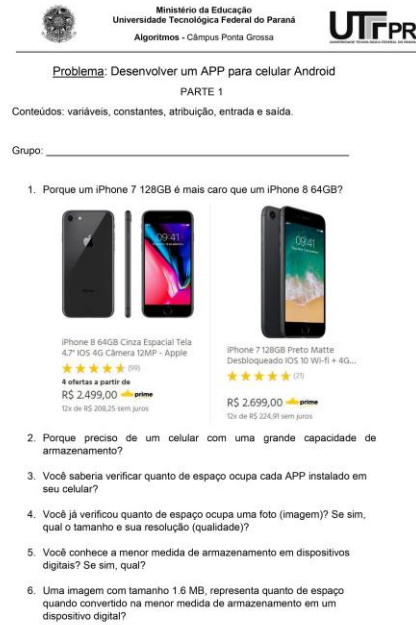 Ministério da Educação
Universidade Tecnológica Federal do Paraná
Algoritmos - Câmpus Ponta Grossa
UTFPR
UNIVERSIDADE TECNOLÓGICA FEDERAL DO PARANÁ
Problema: Desenvolver um APP para celular Android
PARTE 1
Conteúdos: variáveis, constantes, atribuição, entrada e saída.
Grupo:
1. Porque um iPhone 7 128GB é mais caro que um iPhone 8 64GB?
09:41
09:41
iPhone 8 64GB Cinza Espacial Tela
4.7" IOS 4G Câmera 12MP - Apple
(99)
4 ofertas a partir de
R$ 2.499,00 prime
12x de R$ 208,25 sem juros
iPhone 7 128GB Preto Matte
Desbloqueado IOS 10 Wi-fi + 4G...
(21)
R$ 2.699,00 prime
12x de R$ 224,91 sem juros
2. Porque preciso de um celular com uma grande capacidade de
armazenamento?
3. Você saberia verificar quanto de espaço ocupa cada APP instalado em
seu celular?
4. Você já verificou quanto de espaço ocupa uma foto (imagem)? Se sim,
qual o tamanho e sua resolução (qualidade)?
5. Você conhece a menor medida de armazenamento em dispositivos
digitais? Se sim, qual?
6. Uma imagem com tamanho 1.6 MB, representa quanto de espaço
quando convertido na menor medida de armazenamento em um
dispositivo digital?